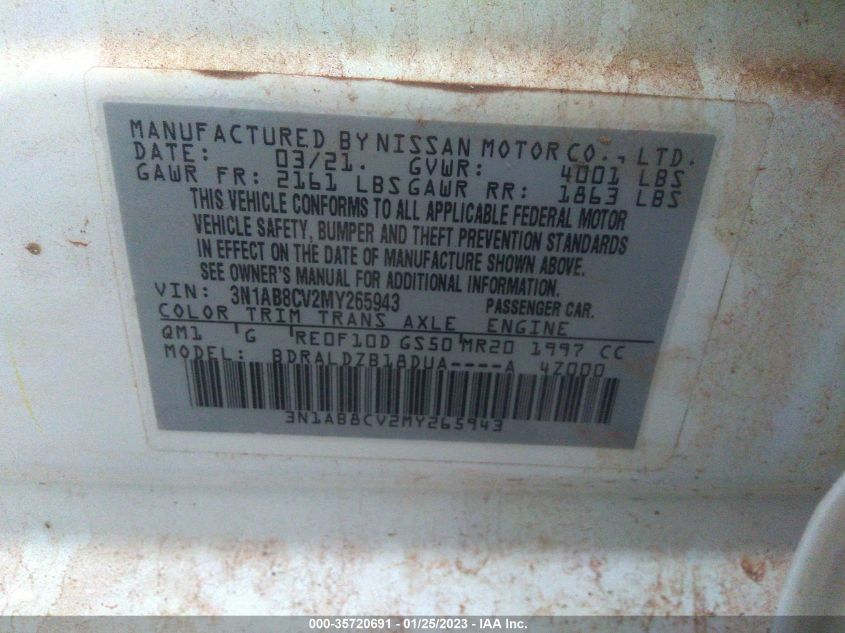 MANUFACTURED BY NISSAN MOTOR CO., LTD.
DATE: 03/21. GVWR: 4001 LBS
GAWR FR: 2161 LBS GAWR RR: 1863 LBS
THIS VEHICLE CONFORMS TO ALL APPLICABLE FEDERAL MOTOR
VEHICLE SAFETY, BUMPER AND THEFT PREVENTION STANDARDS
IN EFFECT ON THE DATE OF MANUFACTURE SHOWN ABOVE.
SEE OWNER'S MANUAL FOR ADDITIONAL INFORMATION.
VIN: 3N1AB8CV2MY265943 PASSENGER CAR.
COLOR TRIM TRANS AXLE ENGINE
QM1 G RE0F10D GS50 MR20 1997 CC
MODEL: BDRALDZB18DUA----A 4Z000
3N1AB8CV2MY265943
000-35720691 - 01/25/2023 - IAA Inc.